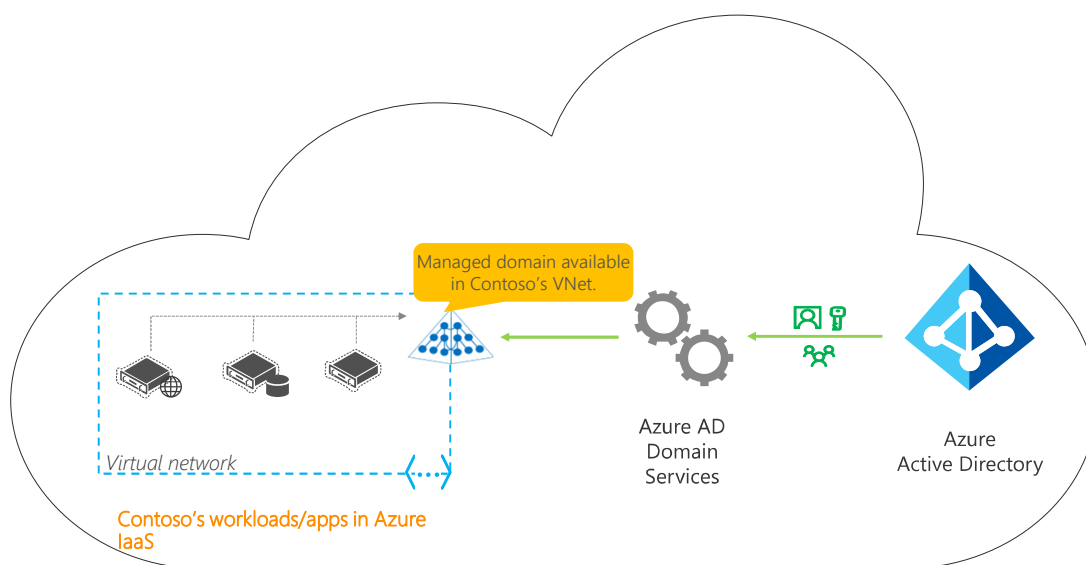 Managed domain available
in Contoso's VNet.
Virtual network
Azure AD
Domain
Services
Azure
Active Directory
Contoso's workloads/apps in Azure
IaaS